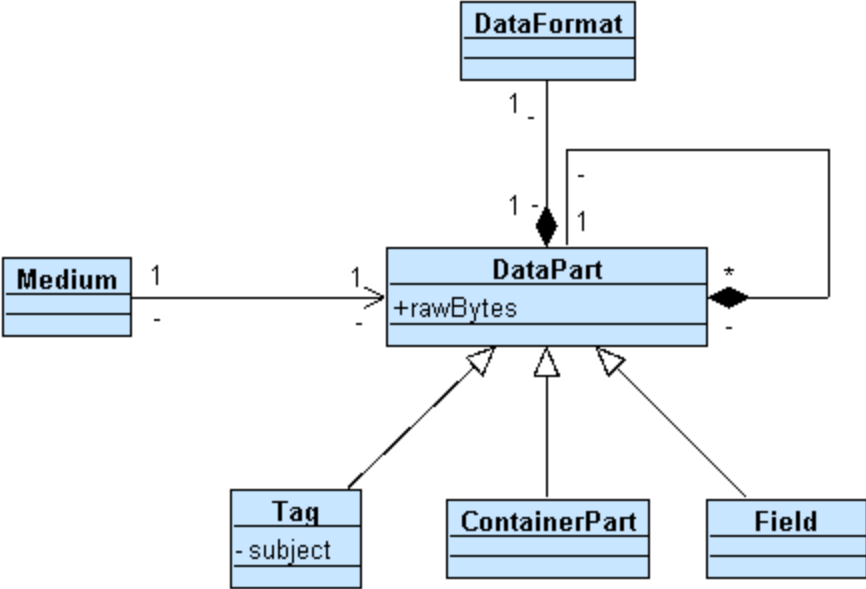 DataFormat
1
-
-
1 -
1
Medium
1
1
DataPart
*
+rawBytes
-
-
-
Tag
ContainerPart
Field
- subject